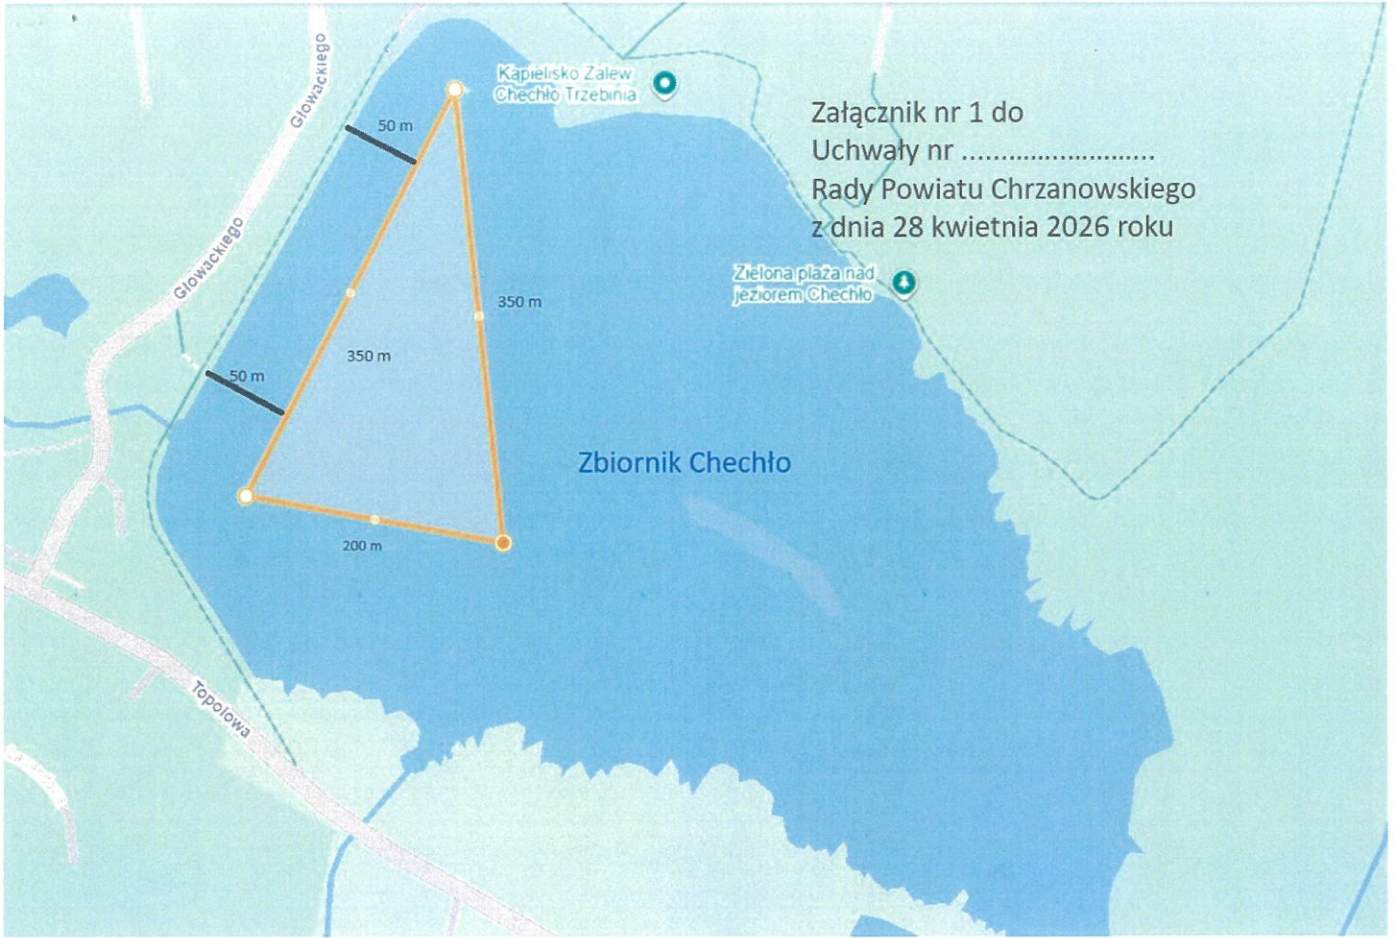 Głowackiego
Kąpielisko Zalew
Chechło Trzebinia
50 m
Załącznik nr 1 do
Uchwały nr ..........................
Rady Powiatu Chrzanowskiego
z dnia 28 kwietnia 2026 roku
Głowackiego
Zielona plaża nad
jeziorem Chechło
350 m
350 m
50 m
Zbiornik Chechło
200 m
Topolowa